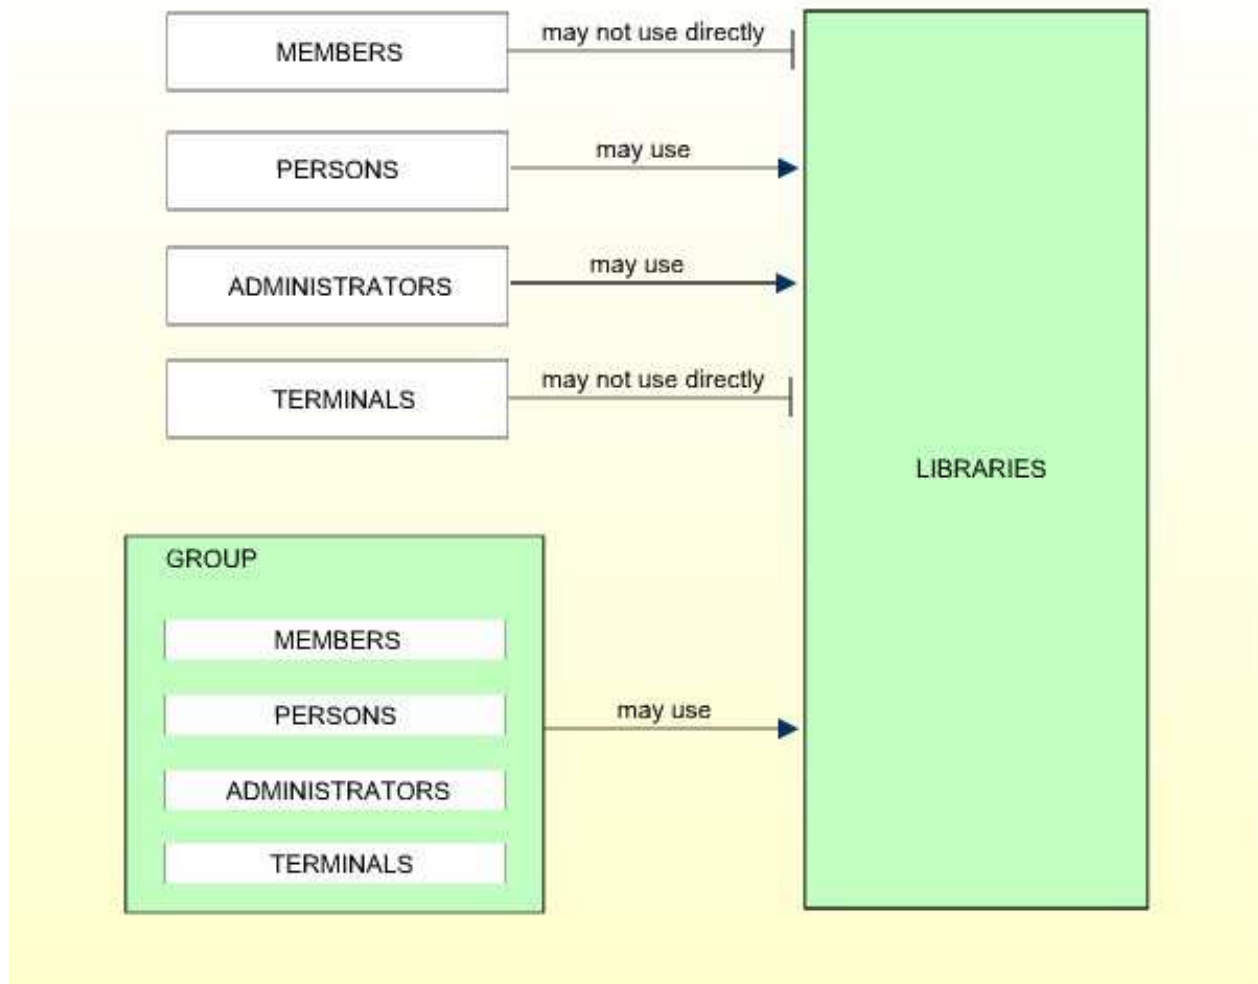 MEMBERS
may not use directly
PERSONS
may use
ADMINISTRATORS
may use
TERMINALS
may not use directly
LIBRARIES
GROUP
MEMBERS
PERSONS
may use
ADMINISTRATORS
TERMINALS